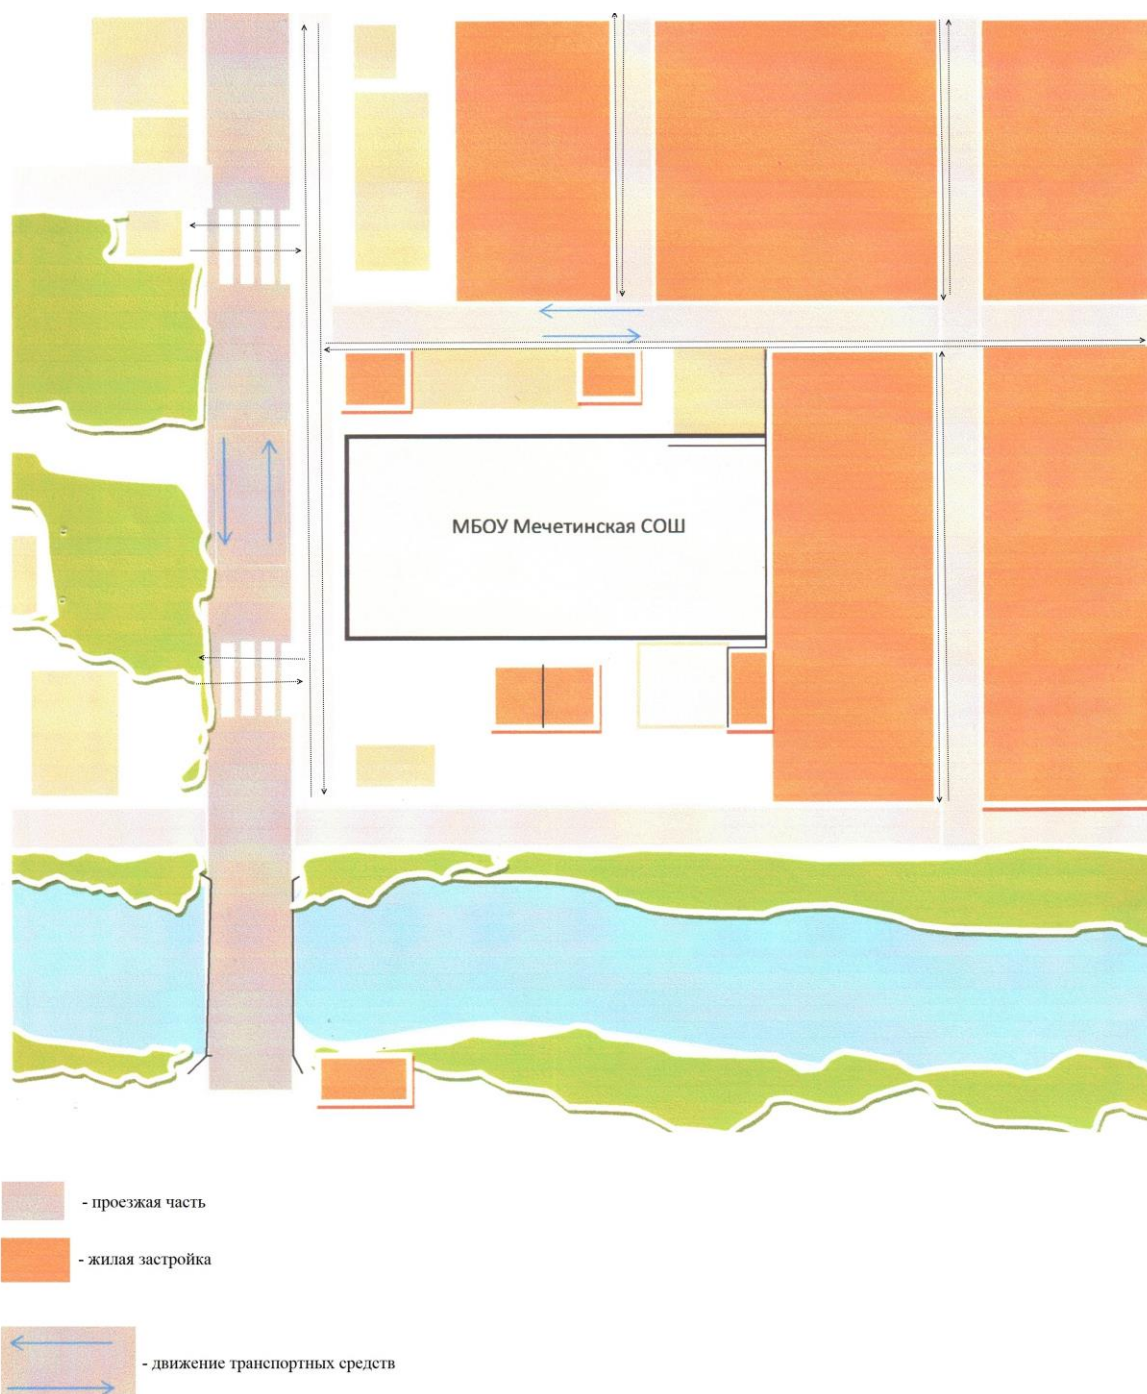 МБОУ Мечетинская СОШ
- проезжая часть
- жилая застройка
- движение транспортных средств